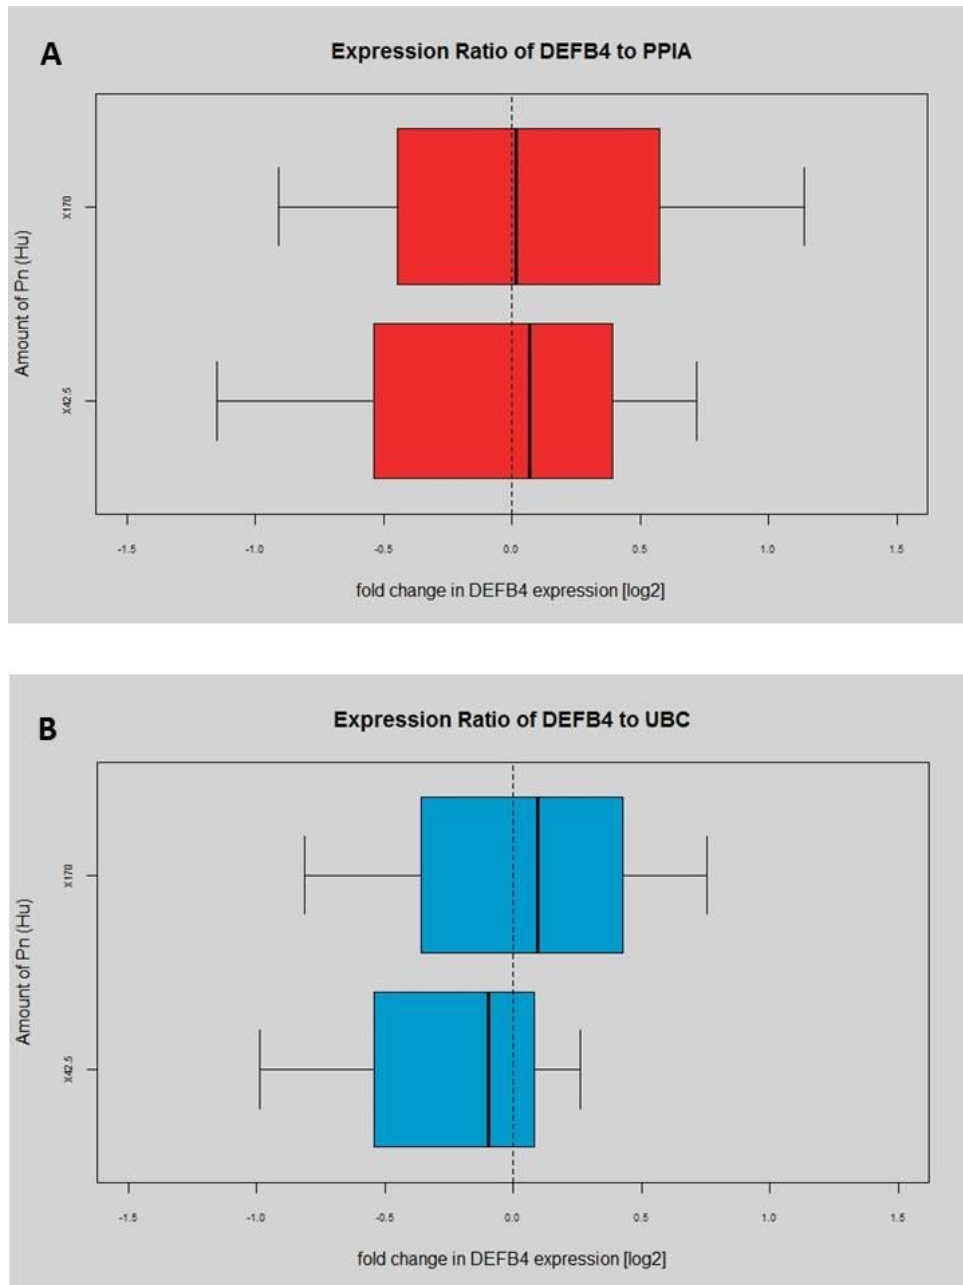 A
Expression Ratio of DEFB4 to PPIA
Amount of Pn (Hu)
X170
X42.5
-1.5 -1.0 -0.5 0.0 0.5 1.0 1.5
fold change in DEFB4 expression [log2]
B
Expression Ratio of DEFB4 to UBC
Amount of Pn (Hu)
X170
X42.5
-1.5 -1.0 -0.5 0.0 0.5 1.0 1.5
fold change in DEFB4 expression [log2]